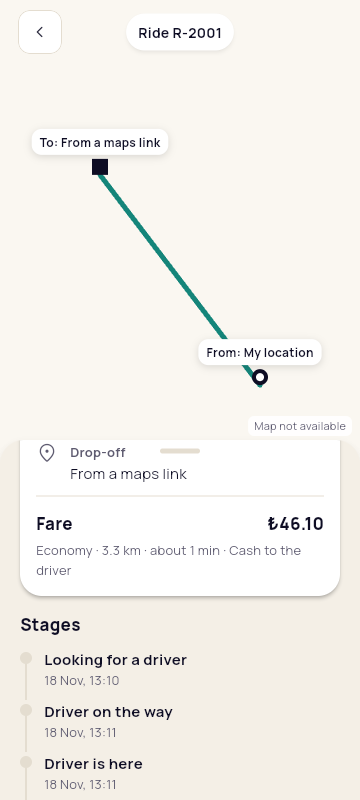 Ride R-2001
To: From a maps link
From: My location
Map not available
Drop-off
From a maps link
Fare
₺46.10
Economy · 3.3 km · about 1 min · Cash to the
driver
Stages
Looking for a driver
18 Nov, 13:10
Driver on the way
18 Nov, 13:11
Driver is here
18 Nov, 13:11